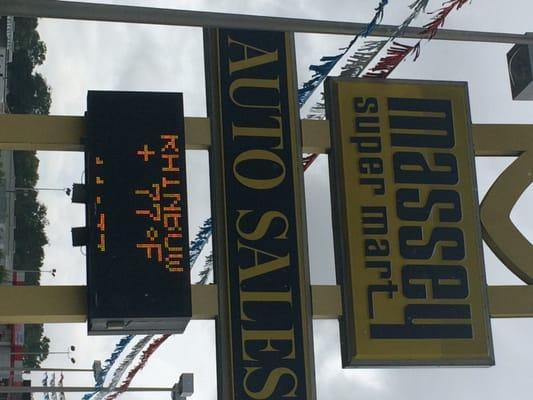 massey
super mart
AUTO SALES
+ 77°F